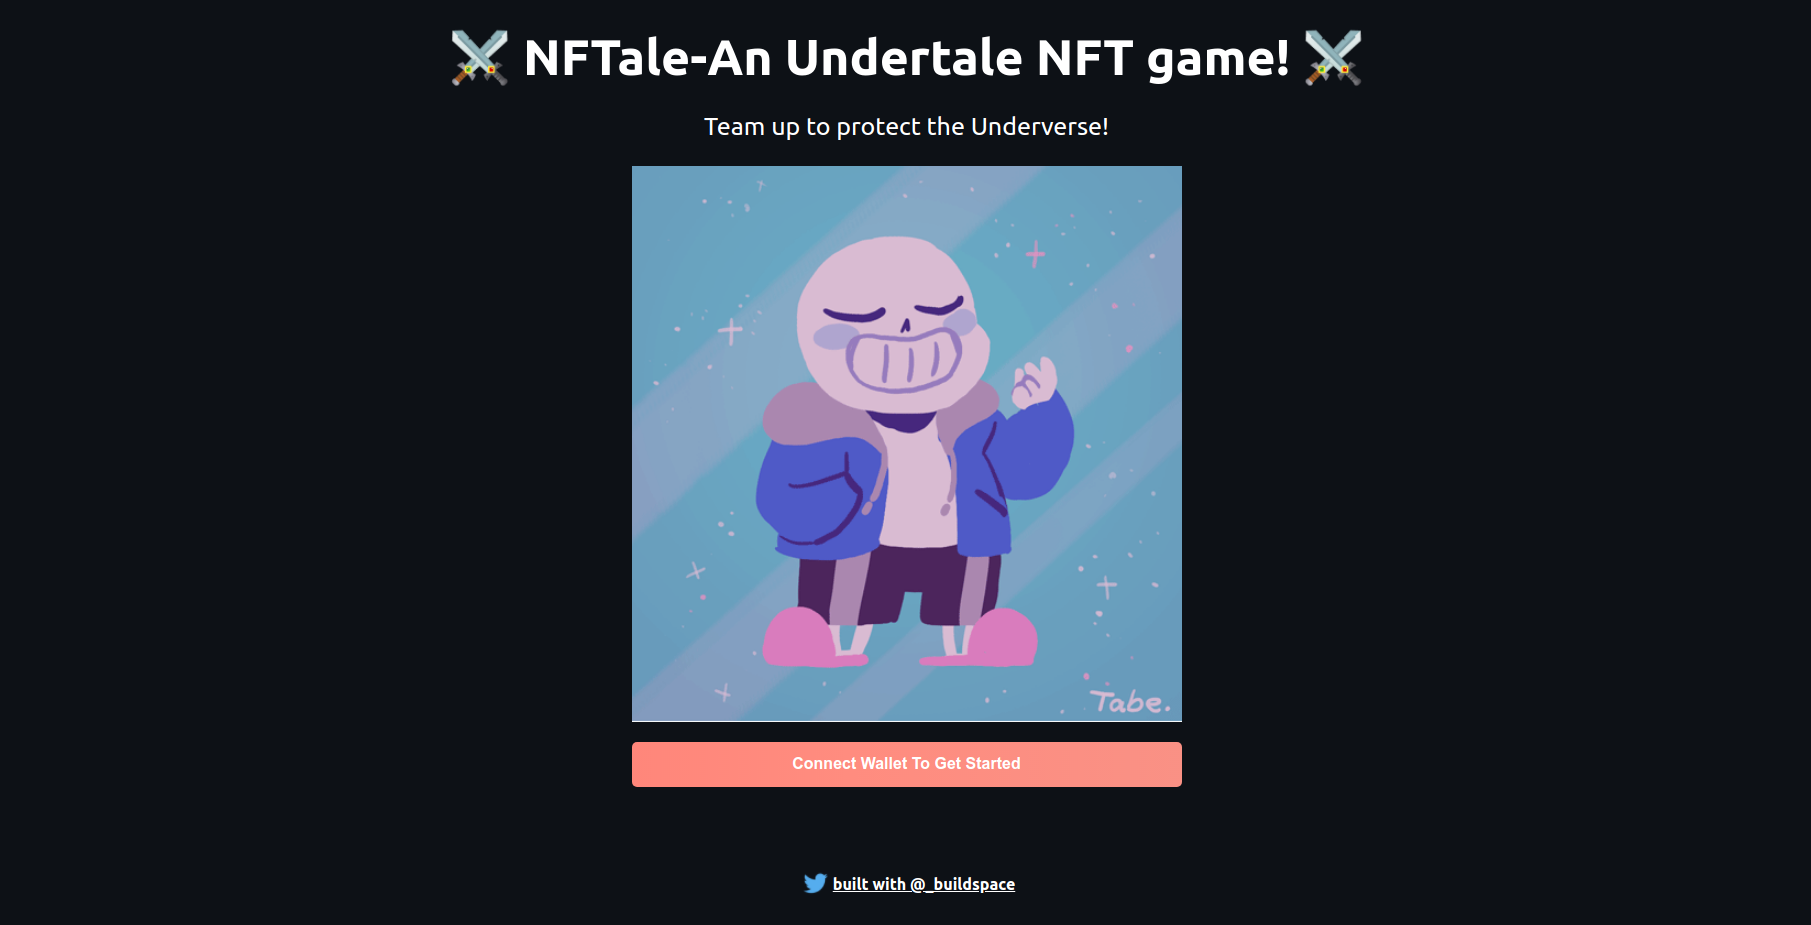 ⚔️ NFTale-An Undertale NFT game! ⚔️
Team up to protect the Underverse!
Tabe.
Connect Wallet To Get Started
built with @_buildspace